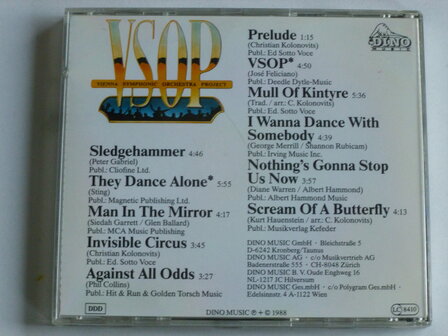 VSOP
VIENNA SYMPHONIC ORCHESTRA PROJECT
Sledgehammer 4:46
(Peter Gabriel)
Publ.: Cliofine Ltd.
They Dance Alone* 5:55
(Sting)
Publ.: Magnetic Publishing Ltd.
Man In The Mirror 4:17
(Siedah Garrett / Glen Ballard)
Publ.: MCA Music Publishing
Invisible Circus 3:45
(Christian Kolonovits)
Publ.: Ed. Sotto Voce
Against All Odds 3:27
(Phil Collins)
Publ.: Hit & Run & Golden Torsch Music
DDD
Prelude 1:15
(Christian Kolonovits)
Publ.: Ed Sotto Voce
VSOP* 4:50
(José Feliciano)
Publ.: Deedle Dytle-Music
Mull Of Kintyre 5:36
(Trad. / arr.: C. Kolonovits)
Publ.: Ed. Sotto. Voce
I Wanna Dance With
Somebody 4:39
(George Merrill / Shannon Rubicam)
Publ.: Irving Music Inc.
Nothing's Gonna Stop
Us Now 3:57
(Diane Warren / Albert Hammond)
Publ.: Albert Hammond Music
Scream Of A Butterfly 4:13
(Kurt Hauenstein / arr. C. Kolonovits)
Publ.: Musikverlag Kefeder
DINO MUSIC GmbH · Bleichstraße 5
D-6242 Kronberg/Taunus
DINO MUSIC AG · c/o Musikvertrieb AG
Badenerstrasse 555 · CH-8048 Zürich
DINO MUSIC B. V. Oude Enghweg 16
NL-1217 JC Hilversum
DINO MUSIC Ges.mbH · c/o Polygram Ges.mbH ·
Edelsinnstr. 4 A-1122 Wien
LC 8410
DINO MUSIC ℗ + © 1988
DINO
MUSIC